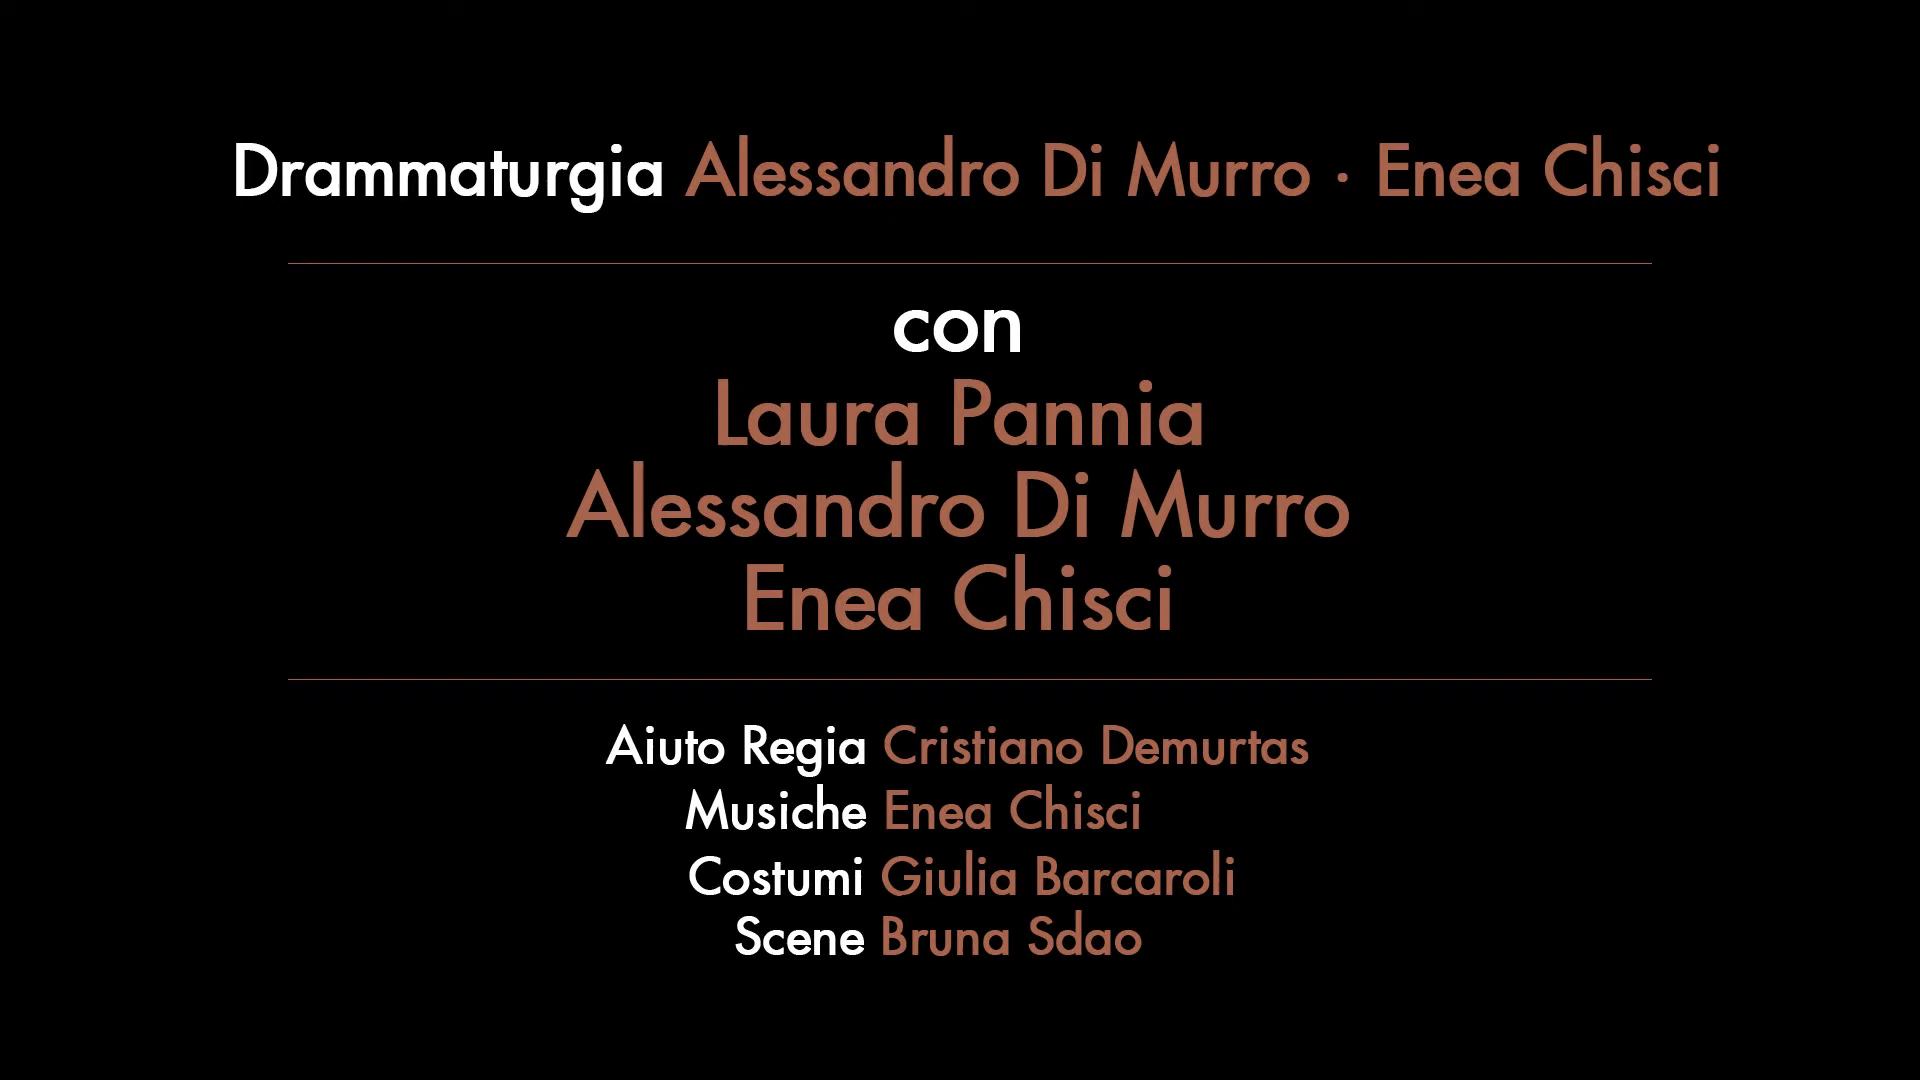 Drammaturgia Alessandro Di Murro · Enea Chisci
con
Laura Pannia
Alessandro Di Murro
Enea Chisci
Aiuto Regia Cristiano Demurtas
Musiche Enea Chisci
Costumi Giulia Barcaroli
Scene Bruna Sdao